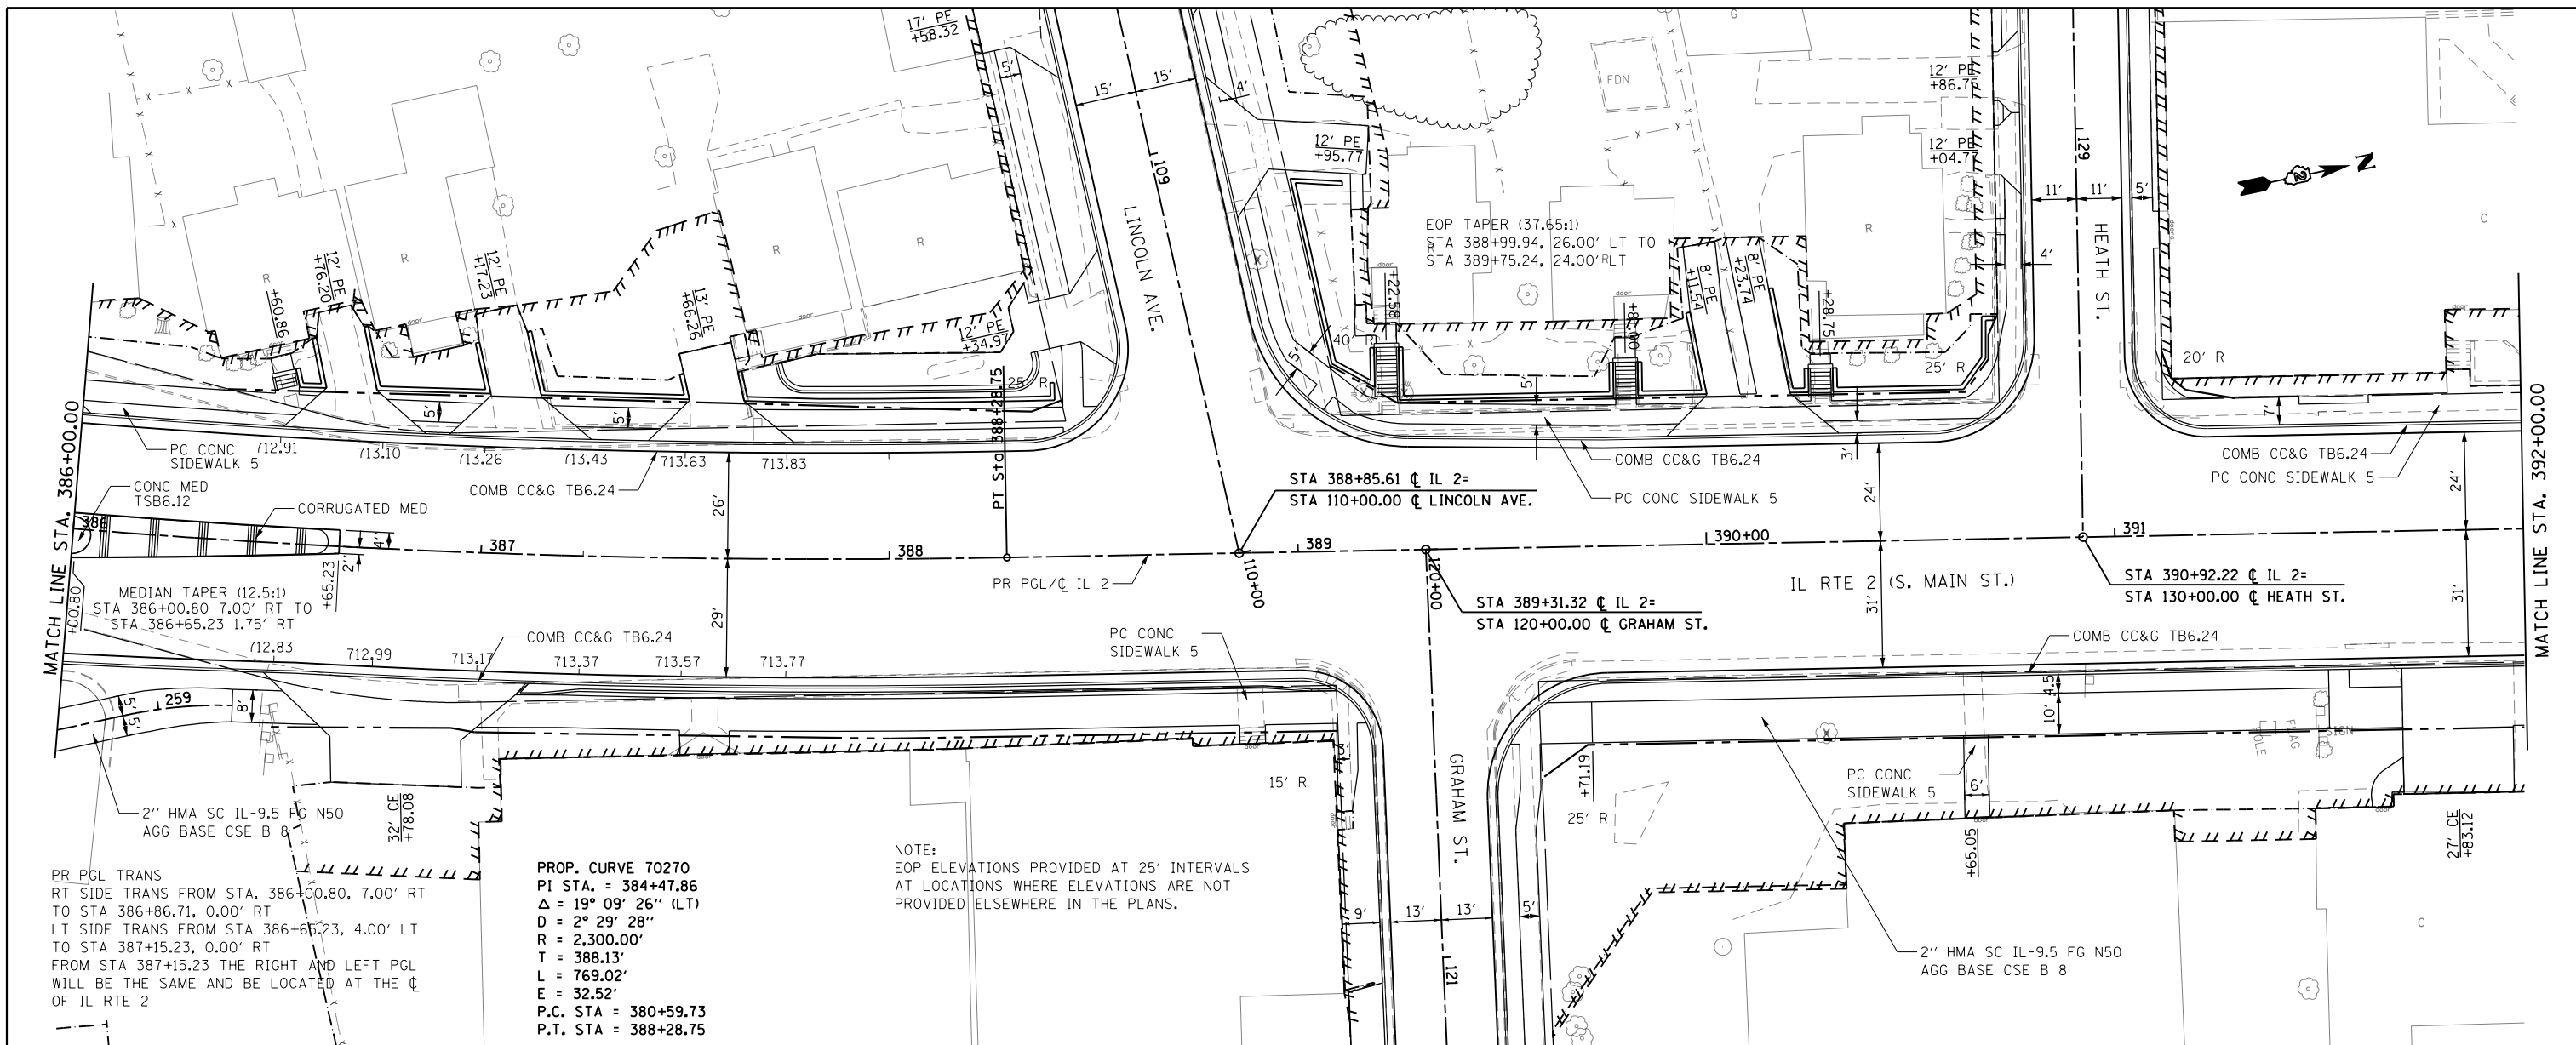 17' PE
+58.32
5'
15'
15'
4'
12' PE
+95.77
FDN
G
12' PE
+86.75
12' PE
+04.77
129
11'
11'
5'
4'
N
C
HEATH ST.
109
LINCOLN AVE.
EOP TAPER (37.65:1)
STA 388+99.94, 26.00' LT TO
STA 389+75.24, 24.00' LT
R
R
R
R
R
R
R
+60.86
12' PE
+76.20
12' PE
+17.23
13' PE
+66.26
12' PE
+34.97
25' R
door
door
door
40' R
5'
+22.58
+81.00
8' PE
+11.54
8' PE
+23.74
+28.75
25' R
20' R
5'
5'
5'
3'
7'
MATCH LINE STA. 386+00.00
MATCH LINE STA. 392+00.00
PC CONC
SIDEWALK 5
712.91
713.10
713.26
713.43
713.63
713.83
COMB CC&G TB6.24
PT Sta 388+28.75
COMB CC&G TB6.24
PC CONC SIDEWALK 5
COMB CC&G TB6.24
PC CONC SIDEWALK 5
CONC MED
TSB6.12
CORRUGATED MED
386
4'
2'
+65.23
26'
29'
24'
31'
24'
31'
387
388
389
390+00
391
STA 388+85.61 ℄ IL 2=
STA 110+00.00 ℄ LINCOLN AVE.
PR PGL/℄ IL 2
110+00
120+00
STA 389+31.32 ℄ IL 2=
STA 120+00.00 ℄ GRAHAM ST.
IL RTE 2 (S. MAIN ST.)
STA 390+92.22 ℄ IL 2=
STA 130+00.00 ℄ HEATH ST.
+00.80
MEDIAN TAPER (12.5:1)
STA 386+00.80 7.00' RT TO
STA 386+65.23 1.75' RT
712.83
712.99
713.17
713.37
713.57
713.77
COMB CC&G TB6.24
PC CONC
SIDEWALK 5
COMB CC&G TB6.24
5'
5'
259
8'
2'' HMA SC IL-9.5 FG N50
AGG BASE CSE B 8
32' CE
+78.08
door
door
8'
15' R
door
GRAHAM ST.
+71.19
25' R
4.5
10'
PC CONC
SIDEWALK 5
6'
+65.05
door
POLE
FLAG
SIGN
door
27' CE
+83.12
C
PR PGL TRANS
RT SIDE TRANS FROM STA. 386+00.80, 7.00' RT
TO STA 386+86.71, 0.00' RT
LT SIDE TRANS FROM STA 386+65.23, 4.00' LT
TO STA 387+15.23, 0.00' RT
FROM STA 387+15.23 THE RIGHT AND LEFT PGL
WILL BE THE SAME AND BE LOCATED AT THE ℄
OF IL RTE 2
PROP. CURVE 70270
PI STA. = 384+47.86
Δ = 19° 09' 26'' (LT)
D = 2° 29' 28''
R = 2,300.00'
T = 388.13'
L = 769.02'
E = 32.52'
P.C. STA = 380+59.73
P.T. STA = 388+28.75
NOTE:
EOP ELEVATIONS PROVIDED AT 25' INTERVALS
AT LOCATIONS WHERE ELEVATIONS ARE NOT
PROVIDED ELSEWHERE IN THE PLANS.
9'
13'
13'
5'
121
2'' HMA SC IL-9.5 FG N50
AGG BASE CSE B 8